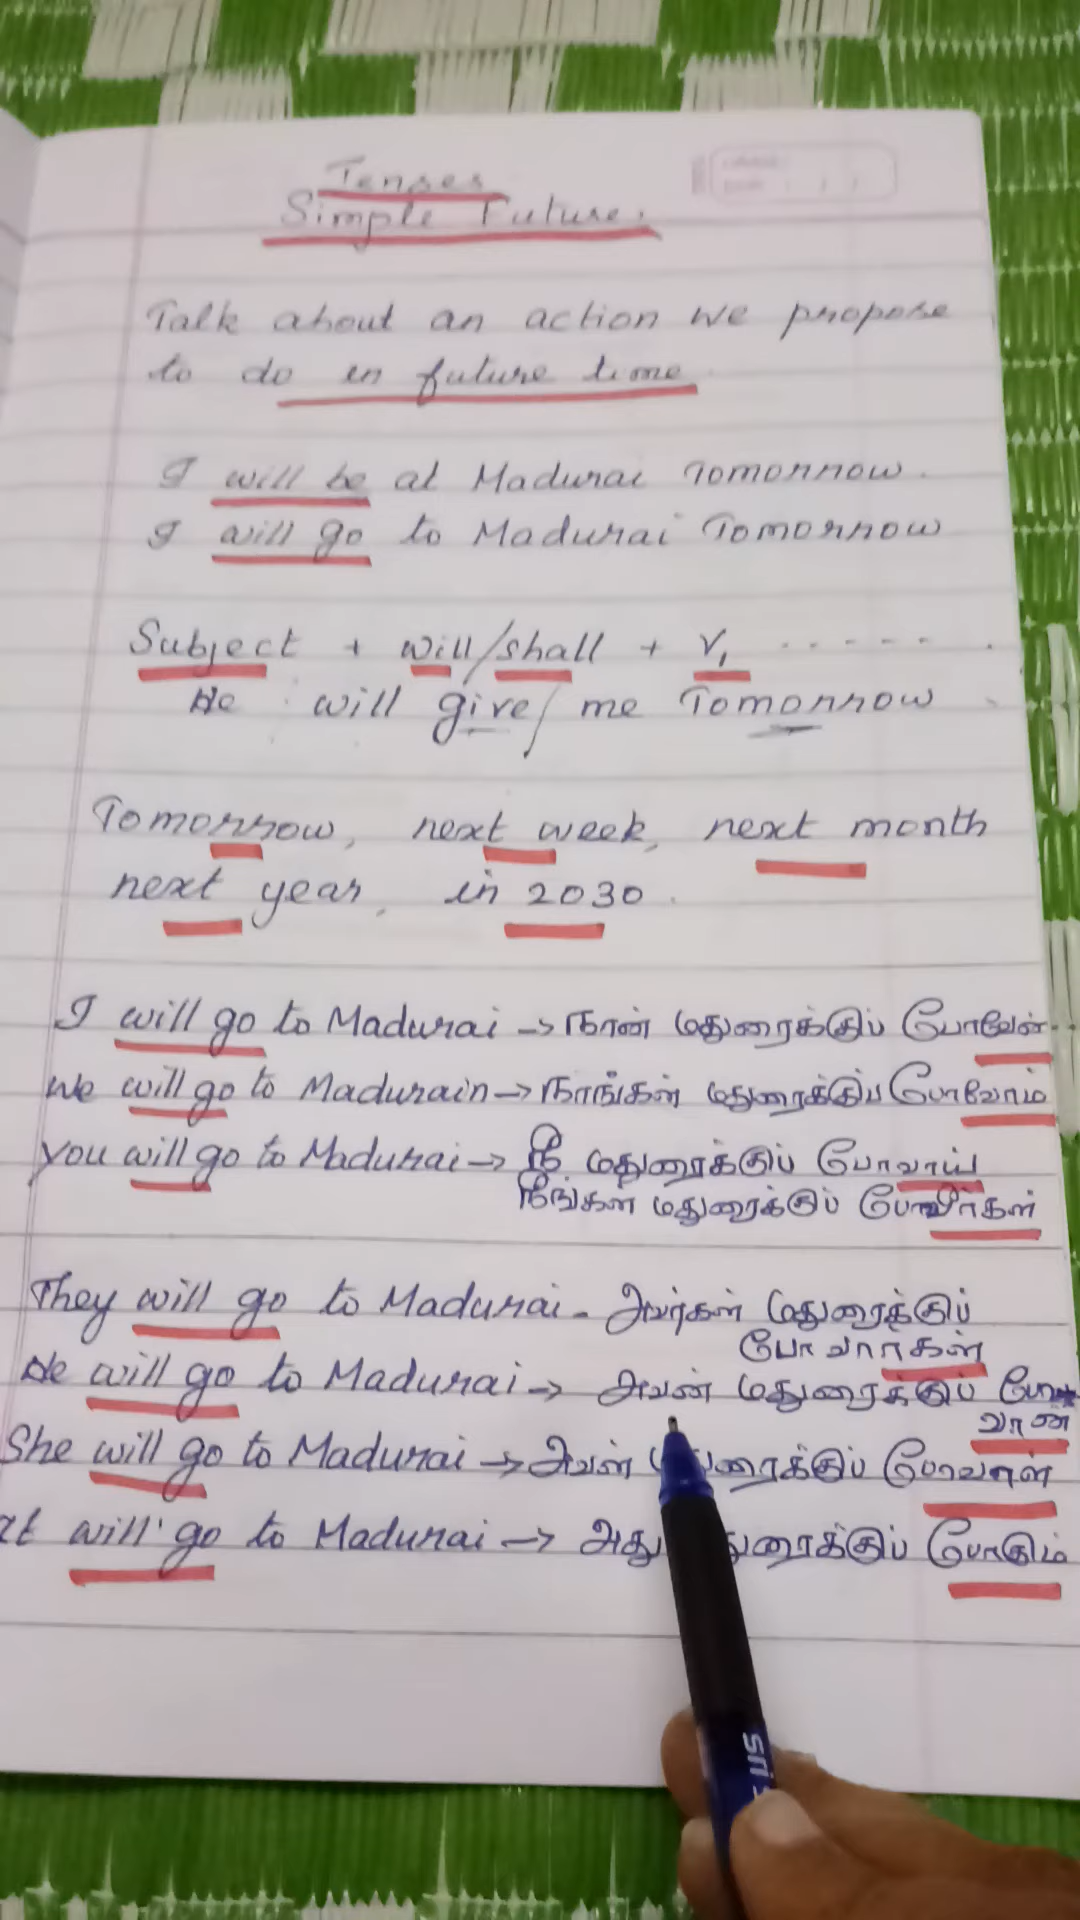 Tenses
Simple Future.
Talk about an action we propose
to do in future time.
I will be at Madurai Tomorrow.
I will go to Madurai Tomorrow
Subject + will/shall + V₁ ------.
He will give/ me Tomorrow
Tomorrow, next week, next month
next year, in 2030.
I will go to Madurai → நான் மதுரைக்குப் போவேன்
We will go to Madurain → நாங்கள் மதுரைக்குப் போவோம்
you will go to Madurai → நீ மதுரைக்குப் போவாய்
நீங்கள் மதுரைக்குப் போவீர்கள்
They will go to Madurai - அவர்கள் மதுரைக்குப்
போவார்கள்
He will go to Madurai → அவன் மதுரைக்குப் போ
வான்
She will go to Madurai → அவள் மதுரைக்குப் போவாள்
It will go to Madurai → அது மதுரைக்குப் போகும்